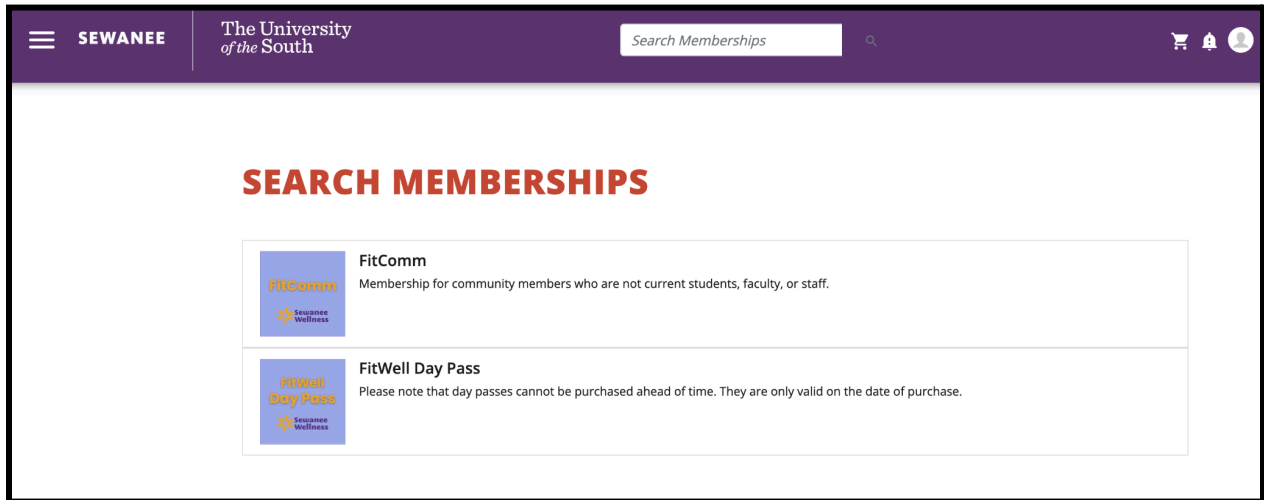 SEWANEE
The University
of the South
Search Memberships
SEARCH MEMBERSHIPS
FitComm
Sewanee
Wellness
FitComm
Membership for community members who are not current students, faculty, or staff.
FitWell
Day Pass
Sewanee
Wellness
FitWell Day Pass
Please note that day passes cannot be purchased ahead of time. They are only valid on the date of purchase.